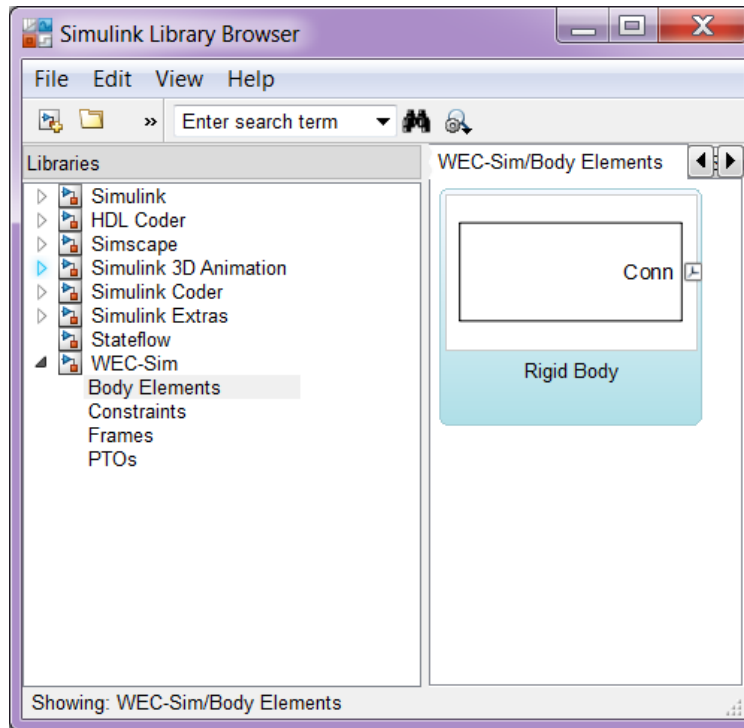 Simulink Library Browser
File Edit View Help
» Enter search term
Libraries
WEC-Sim/Body Elements
Simulink
HDL Coder
Simscape
Simulink 3D Animation
Simulink Coder
Simulink Extras
Stateflow
WEC-Sim
Body Elements
Constraints
Frames
PTOs
Conn
Rigid Body
Showing: WEC-Sim/Body Elements